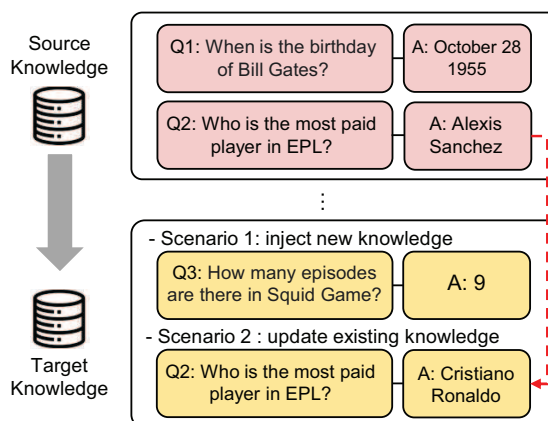 Source
Knowledge
Q1: When is the birthday
of Bill Gates?
A: October 28
1955
Q2: Who is the most paid
player in EPL?
A: Alexis
Sanchez
...
- Scenario 1: inject new knowledge
Q3: How many episodes
are there in Squid Game?
A: 9
- Scenario 2 : update existing knowledge
Q2: Who is the most paid
player in EPL?
A: Cristiano
Ronaldo
Target
Knowledge